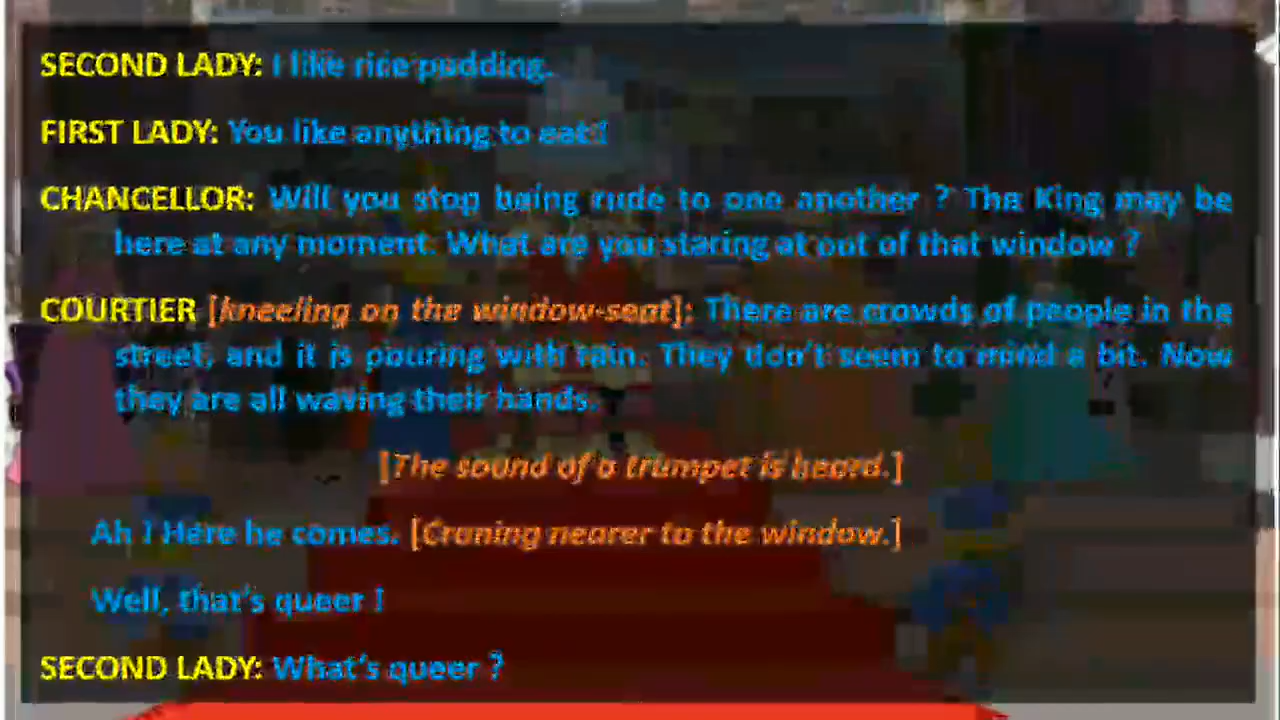 SECOND LADY: I like rice pudding.
FIRST LADY: You like anything to eat !
CHANCELLOR: Will you stop being rude to one another ? The King may be
here at any moment. What are you staring at out of that window ?
COURTIER [kneeling on the window-seat]: There are crowds of people in the
street, and it is pouring with rain. They don't seem to mind a bit. Now
they are all waving their hands.
[The sound of a trumpet is heard.]
Ah ! Here he comes. [Craning nearer to the window.]
Well, that's queer !
SECOND LADY: What's queer ?